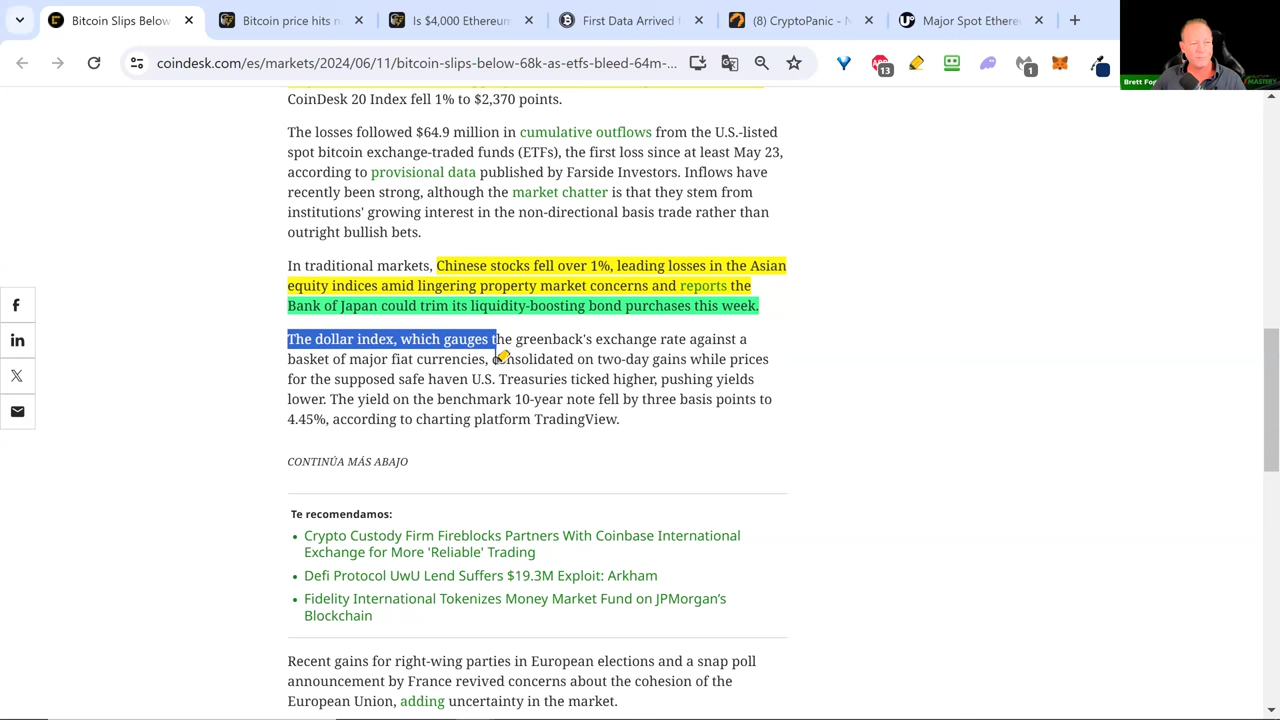 Bitcoin Slips Below
Bitcoin price hits n
Is $4,000 Ethereum
First Data Arrived f
(8) CryptoPanic - N
Major Spot Ethere
coindesk.com/es/markets/2024/06/11/bitcoin-slips-below-68k-as-etfs-bleed-64m-...
13
1
CoinDesk 20 Index fell 1% to $2,370 points.
The losses followed $64.9 million in cumulative outflows from the U.S.-listed
spot bitcoin exchange-traded funds (ETFs), the first loss since at least May 23,
according to provisional data published by Farside Investors. Inflows have
recently been strong, although the market chatter is that they stem from
institutions' growing interest in the non-directional basis trade rather than
outright bullish bets.
In traditional markets, Chinese stocks fell over 1%, leading losses in the Asian
equity indices amid lingering property market concerns and reports the
Bank of Japan could trim its liquidity-boosting bond purchases this week.
The dollar index, which gauges the greenback's exchange rate against a
basket of major fiat currencies, consolidated on two-day gains while prices
for the supposed safe haven U.S. Treasuries ticked higher, pushing yields
lower. The yield on the benchmark 10-year note fell by three basis points to
4.45%, according to charting platform TradingView.
CONTINÚA MÁS ABAJO
Te recomendamos:
• Crypto Custody Firm Fireblocks Partners With Coinbase International
Exchange for More 'Reliable' Trading
• Defi Protocol UwU Lend Suffers $19.3M Exploit: Arkham
• Fidelity International Tokenizes Money Market Fund on JPMorgan's
Blockchain
Recent gains for right-wing parties in European elections and a snap poll
announcement by France revived concerns about the cohesion of the
European Union, adding uncertainty in the market.